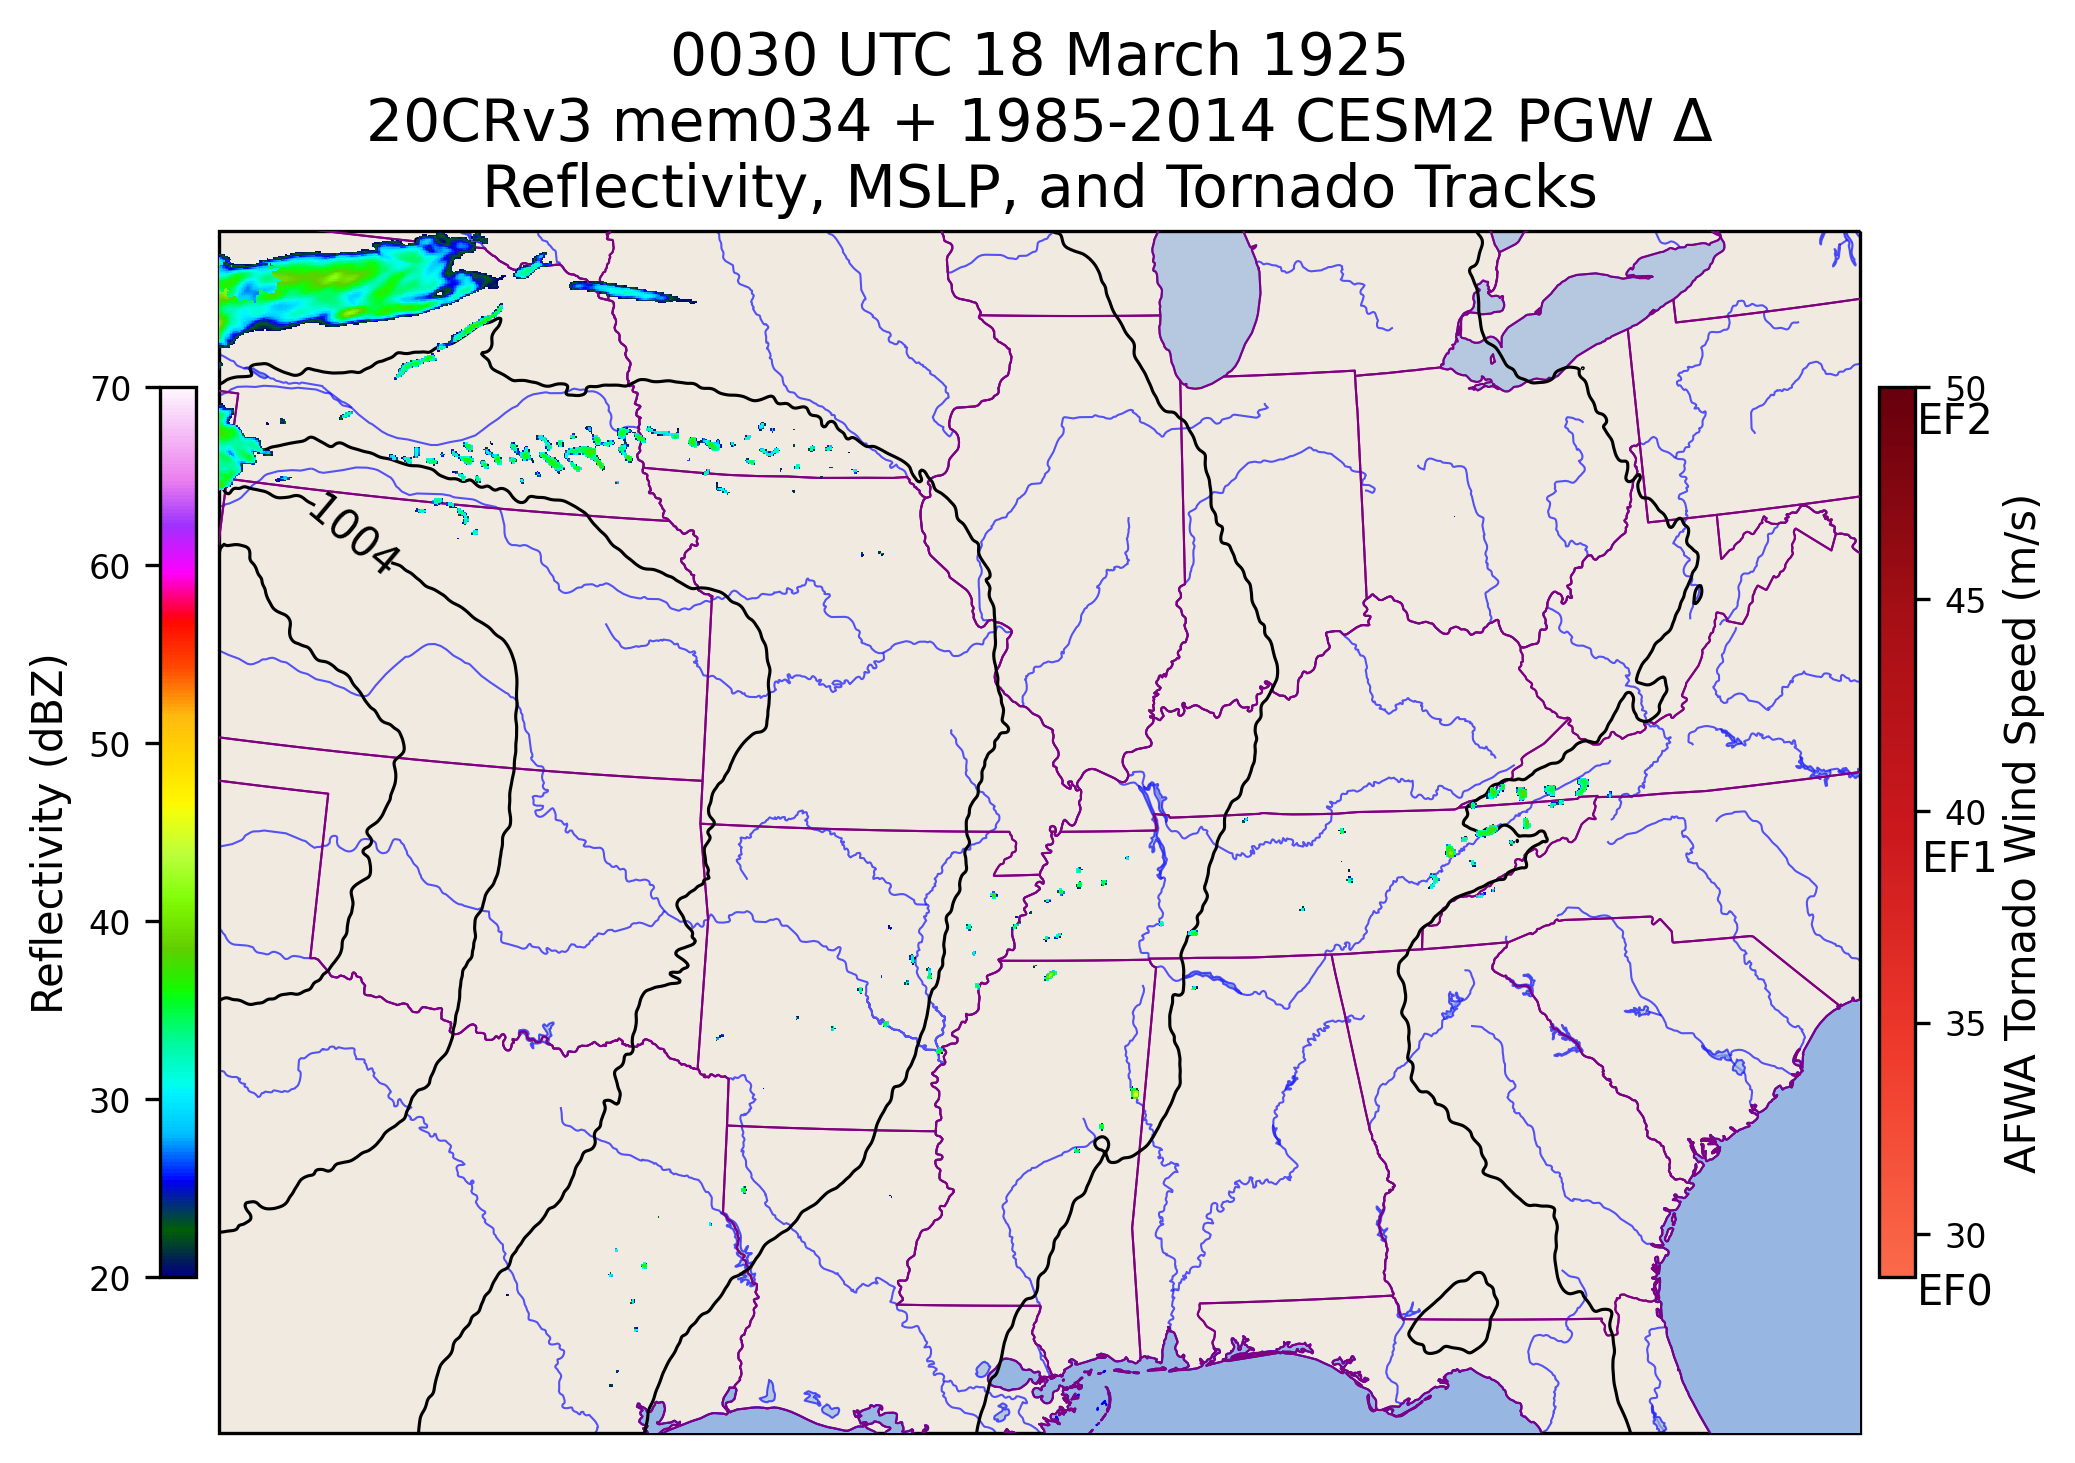 0030 UTC 18 March 1925
20CRv3 mem034 + 1985-2014 CESM2 PGW Δ
Reflectivity, MSLP, and Tornado Tracks
70
60
50
40
30
20
Reflectivity (dBZ)
1004
50
EF2
45
40
EF1
35
30
EF0
AFWA Tornado Wind Speed (m/s)